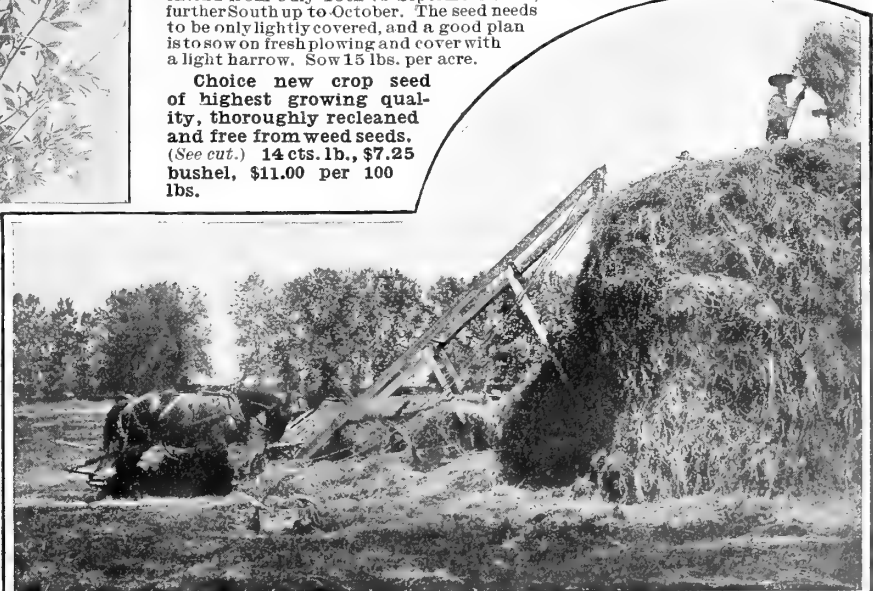 further South up to October. The seed needs
to be only lightly covered, and a good plan
is to sow on fresh plowing and cover with
a light harrow. Sow 15 lbs. per acre.
Choice new crop seed
of highest growing qual-
ity, thoroughly recleaned
and free from weed seeds.
(See cut.) 14 cts. lb., $7.25
bushel, $11.00 per 100
lbs.